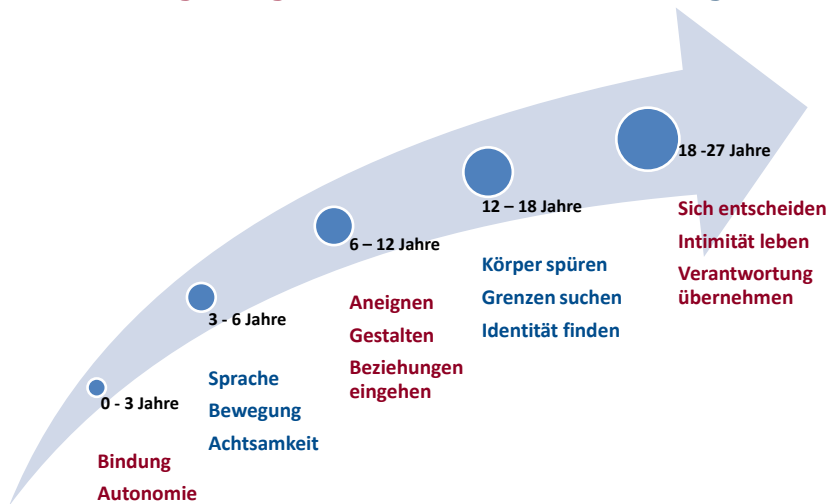 0 - 3 Jahre
Bindung
Autonomie
3 - 6 Jahre
Sprache
Bewegung
Achtsamkeit
6 – 12 Jahre
Aneignen
Gestalten
Beziehungen
eingehen
12 – 18 Jahre
Körper spüren
Grenzen suchen
Identität finden
18 -27 Jahre
Sich entscheiden
Intimität leben
Verantwortung
übernehmen